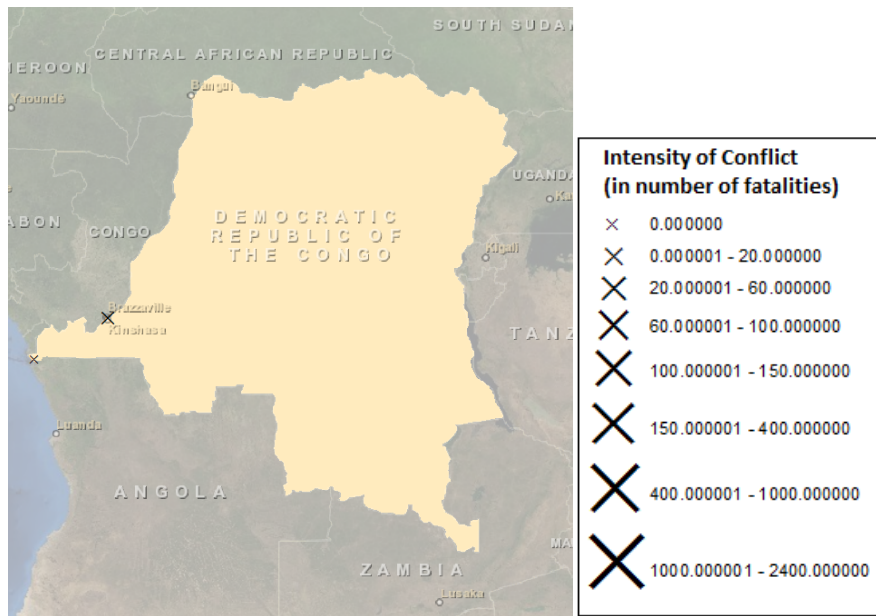 SOUTH SUDAN
CENTRAL AFRICAN REPUBLIC
MEROON
Bangui
Yaoundé
UGANDA
Ka
ABON
CONGO
DEMOCRATIC
REPUBLIC OF
THE CONGO
Kigali
Brazzaville
Kinshasa
TANZ
Luanda
ANGOLA
MA
ZAMBIA
Lusaka
Intensity of Conflict
(in number of fatalities)
0.000000
0.000001 - 20.000000
20.000001 - 60.000000
60.000001 - 100.000000
100.000001 - 150.000000
150.000001 - 400.000000
400.000001 - 1000.000000
1000.000001 - 2400.000000